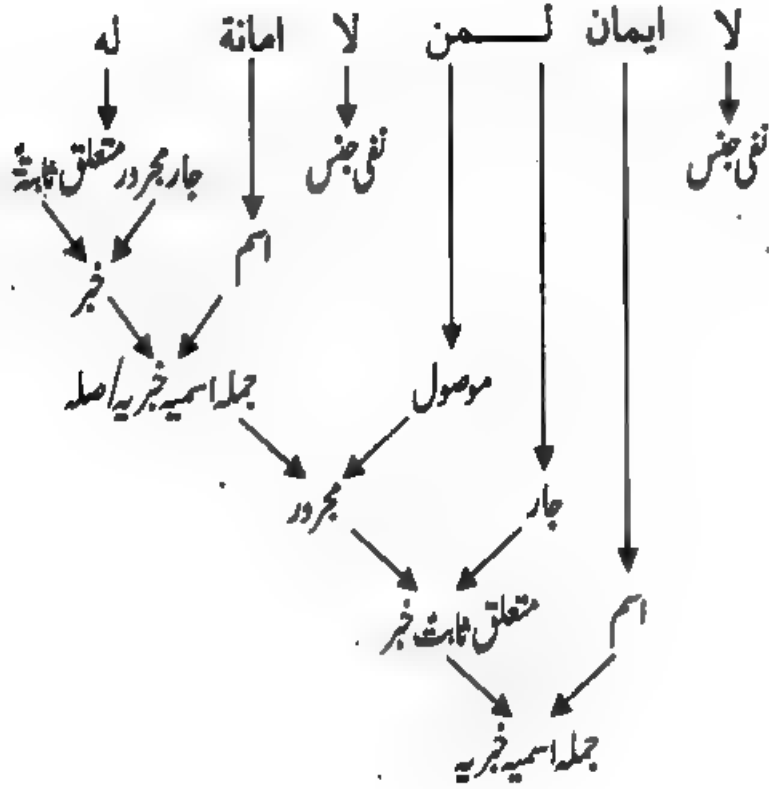 لا ایمان لـمن لا امانة له
نفی جنس نفی جنس جار مجرور متعلق ثابتۃ
اسم خبر
موصول جملہ اسمیہ خبریہ/صلہ
جار مجرور
اسم متعلق ثابت خبر
جملہ اسمیہ خبریہ